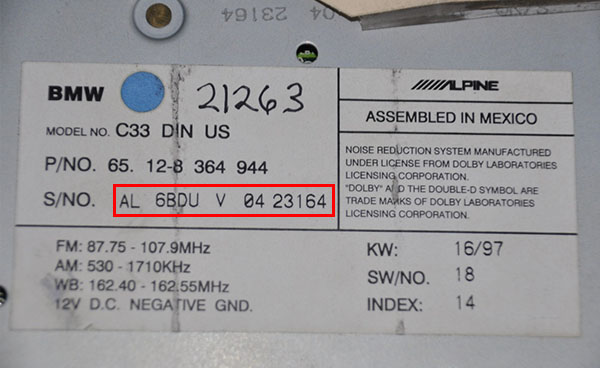 23164 04 S/NO.
BMW 21263
MODEL NO. C33 DIN US
P/NO. 65. 12-8 364 944
S/NO. AL 6BDU V 04 23164
FM: 87.75 - 107.9MHz
AM: 530 - 1710KHz
WB: 162.40 - 162.55MHz
12V D.C. NEGATIVE GND.
ALPINE
ASSEMBLED IN MEXICO
NOISE REDUCTION SYSTEM MANUFACTURED
UNDER LICENSE FROM DOLBY LABORATORIES
LICENSING CORPORATION.
"DOLBY" AND THE DOUBLE-D SYMBOL ARE
TRADE MARKS OF DOLBY LABORATORIES
LICENSING CORPORATION.
KW: 16/97
SW/NO. 18
INDEX: 14